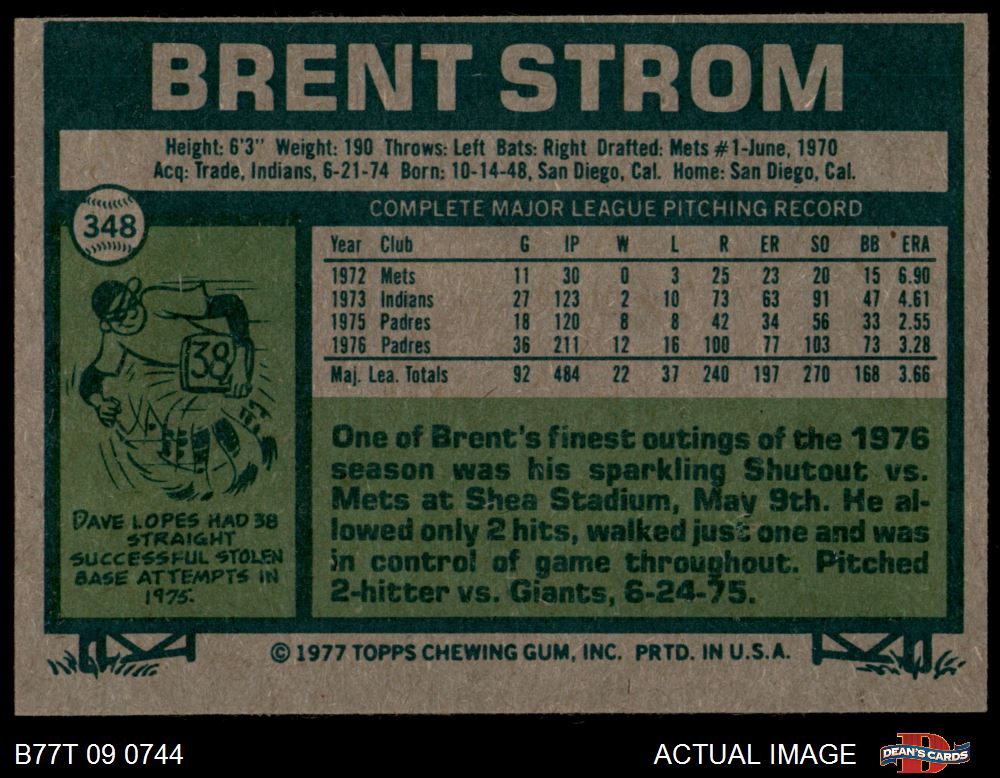 BRENT STROM
Height: 6'3" Weight: 190 Throws: Left Bats: Right Drafted: Mets #1-June, 1970
Acq: Trade, Indians, 6-21-74 Born: 10-14-48, San Diego, Cal. Home: San Diego, Cal.
348
COMPLETE MAJOR LEAGUE PITCHING RECORD
Year Club G IP W L R ER SO BB ERA
1972 Mets 11 30 0 3 25 23 20 15 6.90
1973 Indians 27 123 2 10 73 63 91 47 4.61
1975 Padres 18 120 8 8 42 34 56 33 2.55
1976 Padres 36 211 12 16 100 77 103 73 3.28
Maj. Lea. Totals 92 484 22 37 240 197 270 168 3.66
38
DAVE LOPES HAD 38
STRAIGHT
SUCCESSFUL STOLEN
BASE ATTEMPTS IN
1975.
One of Brent's finest outings of the 1976
season was his sparkling Shutout vs.
Mets at Shea Stadium, May 9th. He al-
lowed only 2 hits, walked just one and was
in control of game throughout. Pitched
2-hitter vs. Giants, 6-24-75.
© 1977 TOPPS CHEWING GUM, INC. PRTD. IN U.S.A.
B77T 09 0744
ACTUAL IMAGE
DEAN'S CARDS